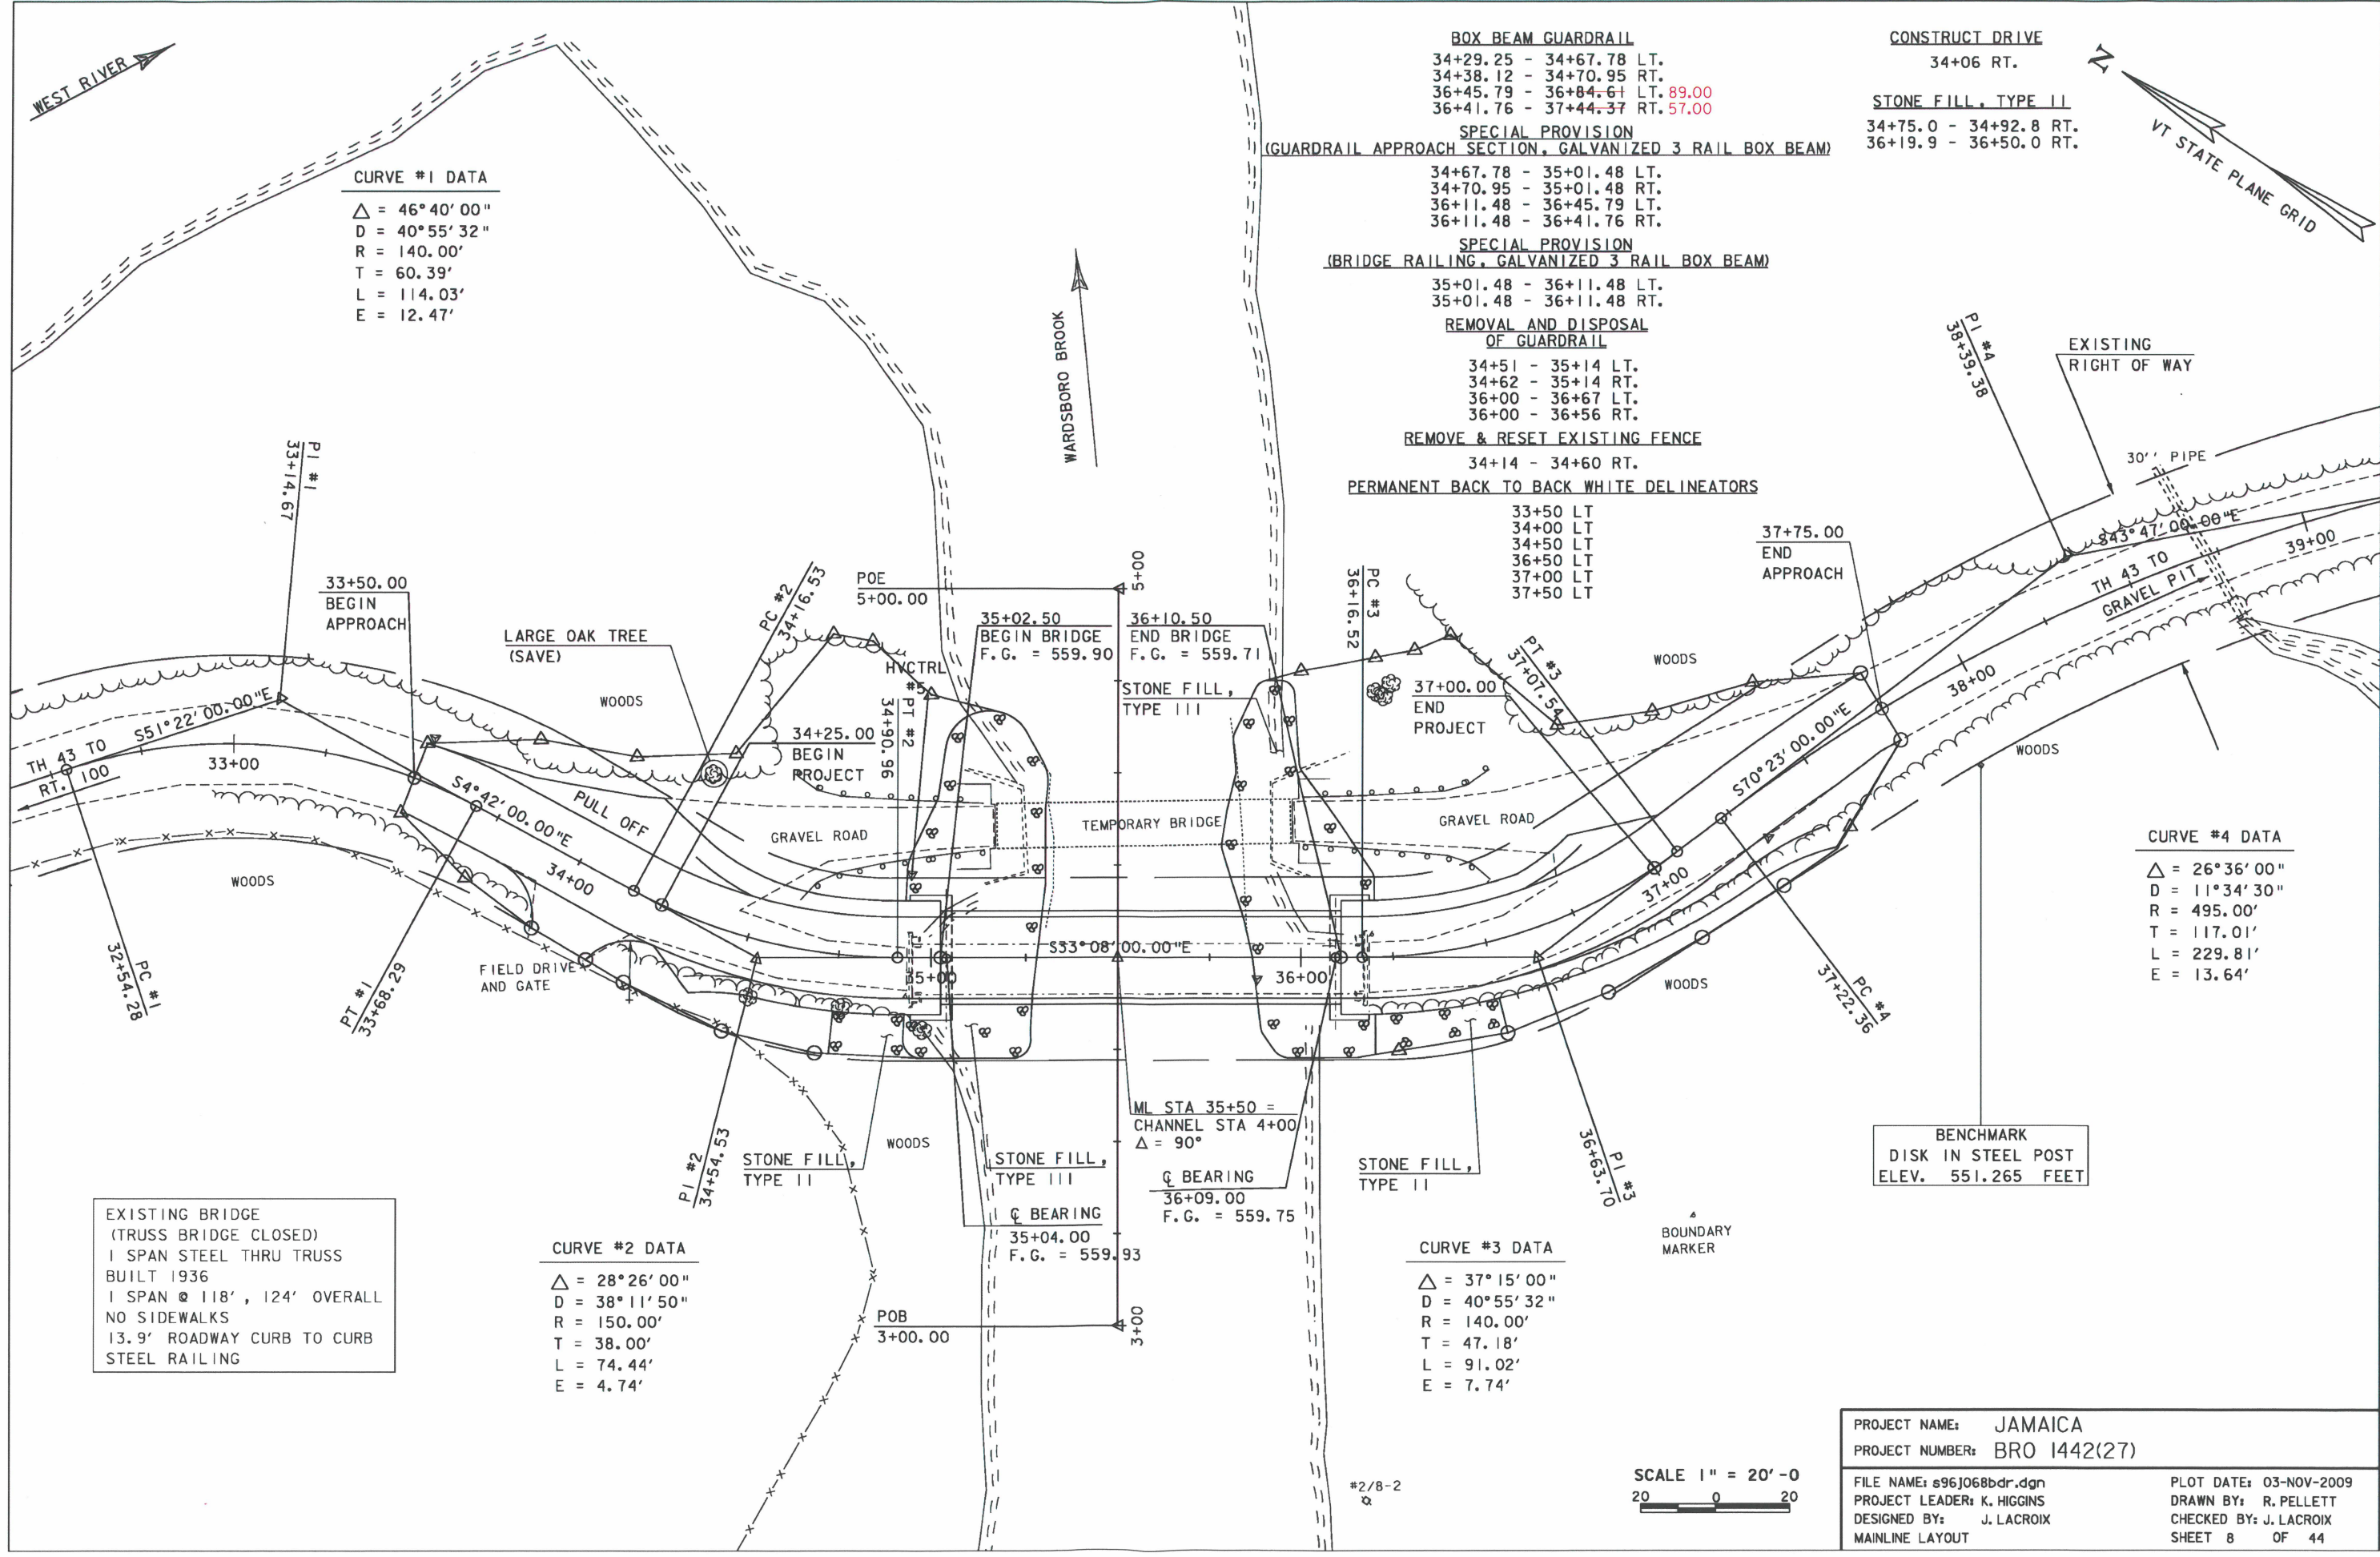 WEST RIVER
CURVE #1 DATA
△ = 46°40'00"
D = 40°55'32"
R = 140.00'
T = 60.39'
L = 114.03'
E = 12.47'
WARDSBORO BROOK
BOX BEAM GUARDRAIL
34+29.25 - 34+67.78 LT.
34+38.12 - 34+70.95 RT.
36+45.79 - 36+84.61 LT. 89.00
36+41.76 - 37+44.37 RT. 57.00
SPECIAL PROVISION
(GUARDRAIL APPROACH SECTION, GALVANIZED 3 RAIL BOX BEAM)
34+67.78 - 35+01.48 LT.
34+70.95 - 35+01.48 RT.
36+11.48 - 36+45.79 LT.
36+11.48 - 36+41.76 RT.
SPECIAL PROVISION
(BRIDGE RAILING, GALVANIZED 3 RAIL BOX BEAM)
35+01.48 - 36+11.48 LT.
35+01.48 - 36+11.48 RT.
REMOVAL AND DISPOSAL
OF GUARDRAIL
34+51 - 35+14 LT.
34+62 - 35+14 RT.
36+00 - 36+67 LT.
36+00 - 36+56 RT.
REMOVE & RESET EXISTING FENCE
34+14 - 34+60 RT.
PERMANENT BACK TO BACK WHITE DELINEATORS
33+50 LT
34+00 LT
34+50 LT
36+50 LT
37+00 LT
37+50 LT
CONSTRUCT DRIVE
34+06 RT.
STONE FILL, TYPE II
34+75.0 - 34+92.8 RT.
36+19.9 - 36+50.0 RT.
N
VT STATE PLANE GRID
PI #4
38+39.38
EXISTING
RIGHT OF WAY
30'' PIPE
S43°47'00.00"E
39+00
TH 43 TO
GRAVEL PIT
37+75.00
END
APPROACH
38+00
PI #1
33+14.67
33+50.00
BEGIN
APPROACH
LARGE OAK TREE
(SAVE)
WOODS
PC #2
34+16.53
POE
5+00.00
5+00
35+02.50
BEGIN BRIDGE
F.G. = 559.90
36+10.50
END BRIDGE
F.G. = 559.71
PC #3
36+16.52
HVCTRL
#5
PT #2
34+90.96
STONE FILL,
TYPE III
37+00.00
END
PROJECT
PT #3
37+07.54
WOODS
S70°23'00.00"E
WOODS
34+25.00
BEGIN
PROJECT
TH 43 TO
RT. 100
S51°22'00.00"E
33+00
S4°42'00.00"E
PULL OFF
34+00
GRAVEL ROAD
TEMPORARY BRIDGE
GRAVEL ROAD
37+00
WOODS
S33°08'00.00"E
35+00
36+00
PC #1
32+54.28
PT #1
33+68.29
FIELD DRIVE
AND GATE
WOODS
PC #4
37+22.36
CURVE #4 DATA
△ = 26°36'00"
D = 11°34'30"
R = 495.00'
T = 117.01'
L = 229.81'
E = 13.64'
ML STA 35+50 =
CHANNEL STA 4+00
△ = 90°
PI #2
34+54.53
STONE FILL,
TYPE II
WOODS
STONE FILL,
TYPE III
℄ BEARING
36+09.00
F.G. = 559.75
STONE FILL,
TYPE II
PI #3
36+63.70
BENCHMARK
DISK IN STEEL POST
ELEV. 551.265 FEET
℄ BEARING
35+04.00
F.G. = 559.93
BOUNDARY
MARKER
EXISTING BRIDGE
(TRUSS BRIDGE CLOSED)
1 SPAN STEEL THRU TRUSS
BUILT 1936
1 SPAN @ 118', 124' OVERALL
NO SIDEWALKS
13.9' ROADWAY CURB TO CURB
STEEL RAILING
CURVE #2 DATA
△ = 28°26'00"
D = 38°11'50"
R = 150.00'
T = 38.00'
L = 74.44'
E = 4.74'
POB
3+00.00
3+00
CURVE #3 DATA
△ = 37°15'00"
D = 40°55'32"
R = 140.00'
T = 47.18'
L = 91.02'
E = 7.74'
#2/8-2
SCALE 1" = 20'-0
20 0 20
PROJECT NAME: JAMAICA
PROJECT NUMBER: BRO 1442(27)
FILE NAME: s96j068bdr.dgn
PROJECT LEADER: K. HIGGINS
DESIGNED BY: J. LACROIX
MAINLINE LAYOUT
PLOT DATE: 03-NOV-2009
DRAWN BY: R. PELLETT
CHECKED BY: J. LACROIX
SHEET 8 OF 44